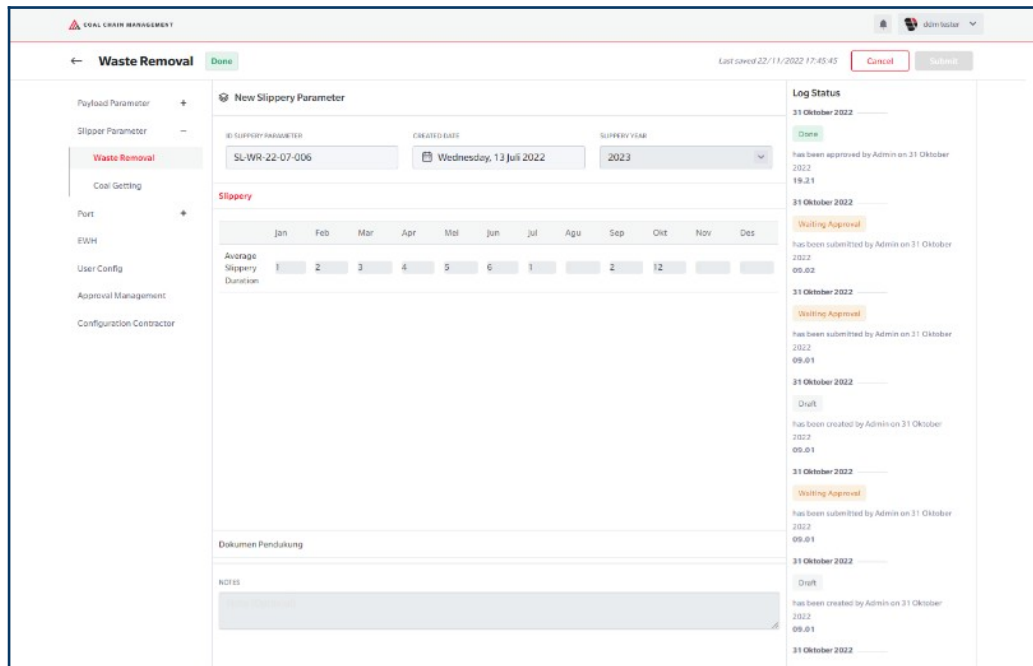 COAL CHAIN MANAGEMENT
ddm testar
Waste Removal
Done
Last saved 22/11/2022 17:45:45
Cancel
Submit
Payload Parameter +
Slipper Parameter −
Waste Removal
Coal Getting
Port +
EWH
User Config
Approval Management
Configuration Contractor
New Slippery Parameter
ID SLIPPERY PARAMETER
CREATED DATE
SLIPPERY YEAR
SL-WR-22-07-006
Wednesday, 13 Juli 2022
2023
Slippery
Jan Feb Mar Apr Mei Jun Jul Agu Sep Okt Nov Des
Average
Slippery
Duration
1 2 3 4 5 6 1 2 12
Dokumen Pendukung
NOTES
Log Status
31 Oktober 2022
Done
has been approved by Admin on 31 Oktober
2022
19.21
31 Oktober 2022
Waiting Approval
has been submitted by Admin on 31 Oktober
2022
09.02
31 Oktober 2022
Waiting Approval
has been submitted by Admin on 31 Oktober
2022
09.01
31 Oktober 2022
Draft
has been created by Admin on 31 Oktober
2022
09.01
31 Oktober 2022
Waiting Approval
has been submitted by Admin on 31 Oktober
2022
09.01
31 Oktober 2022
Draft
has been created by Admin on 31 Oktober
2022
09.01
31 Oktober 2022